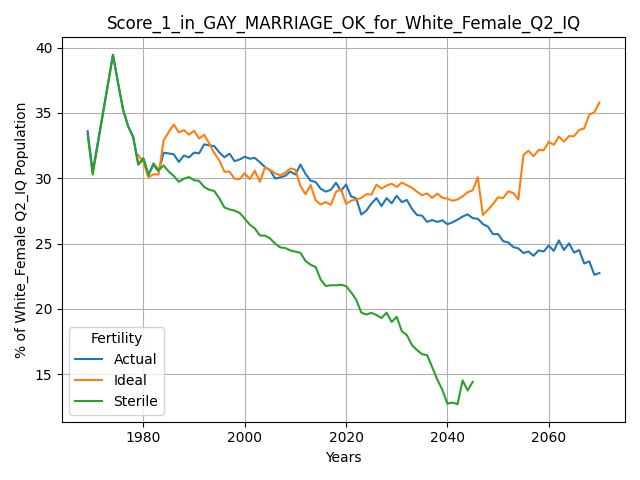 Score_1_in_GAY_MARRIAGE_OK_for_White_Female_Q2_IQ
% of White_Female Q2_IQ Population
40
35
30
25
20
15
Fertility
Actual
Ideal
Sterile
1980 2000 2020 2040 2060
Years